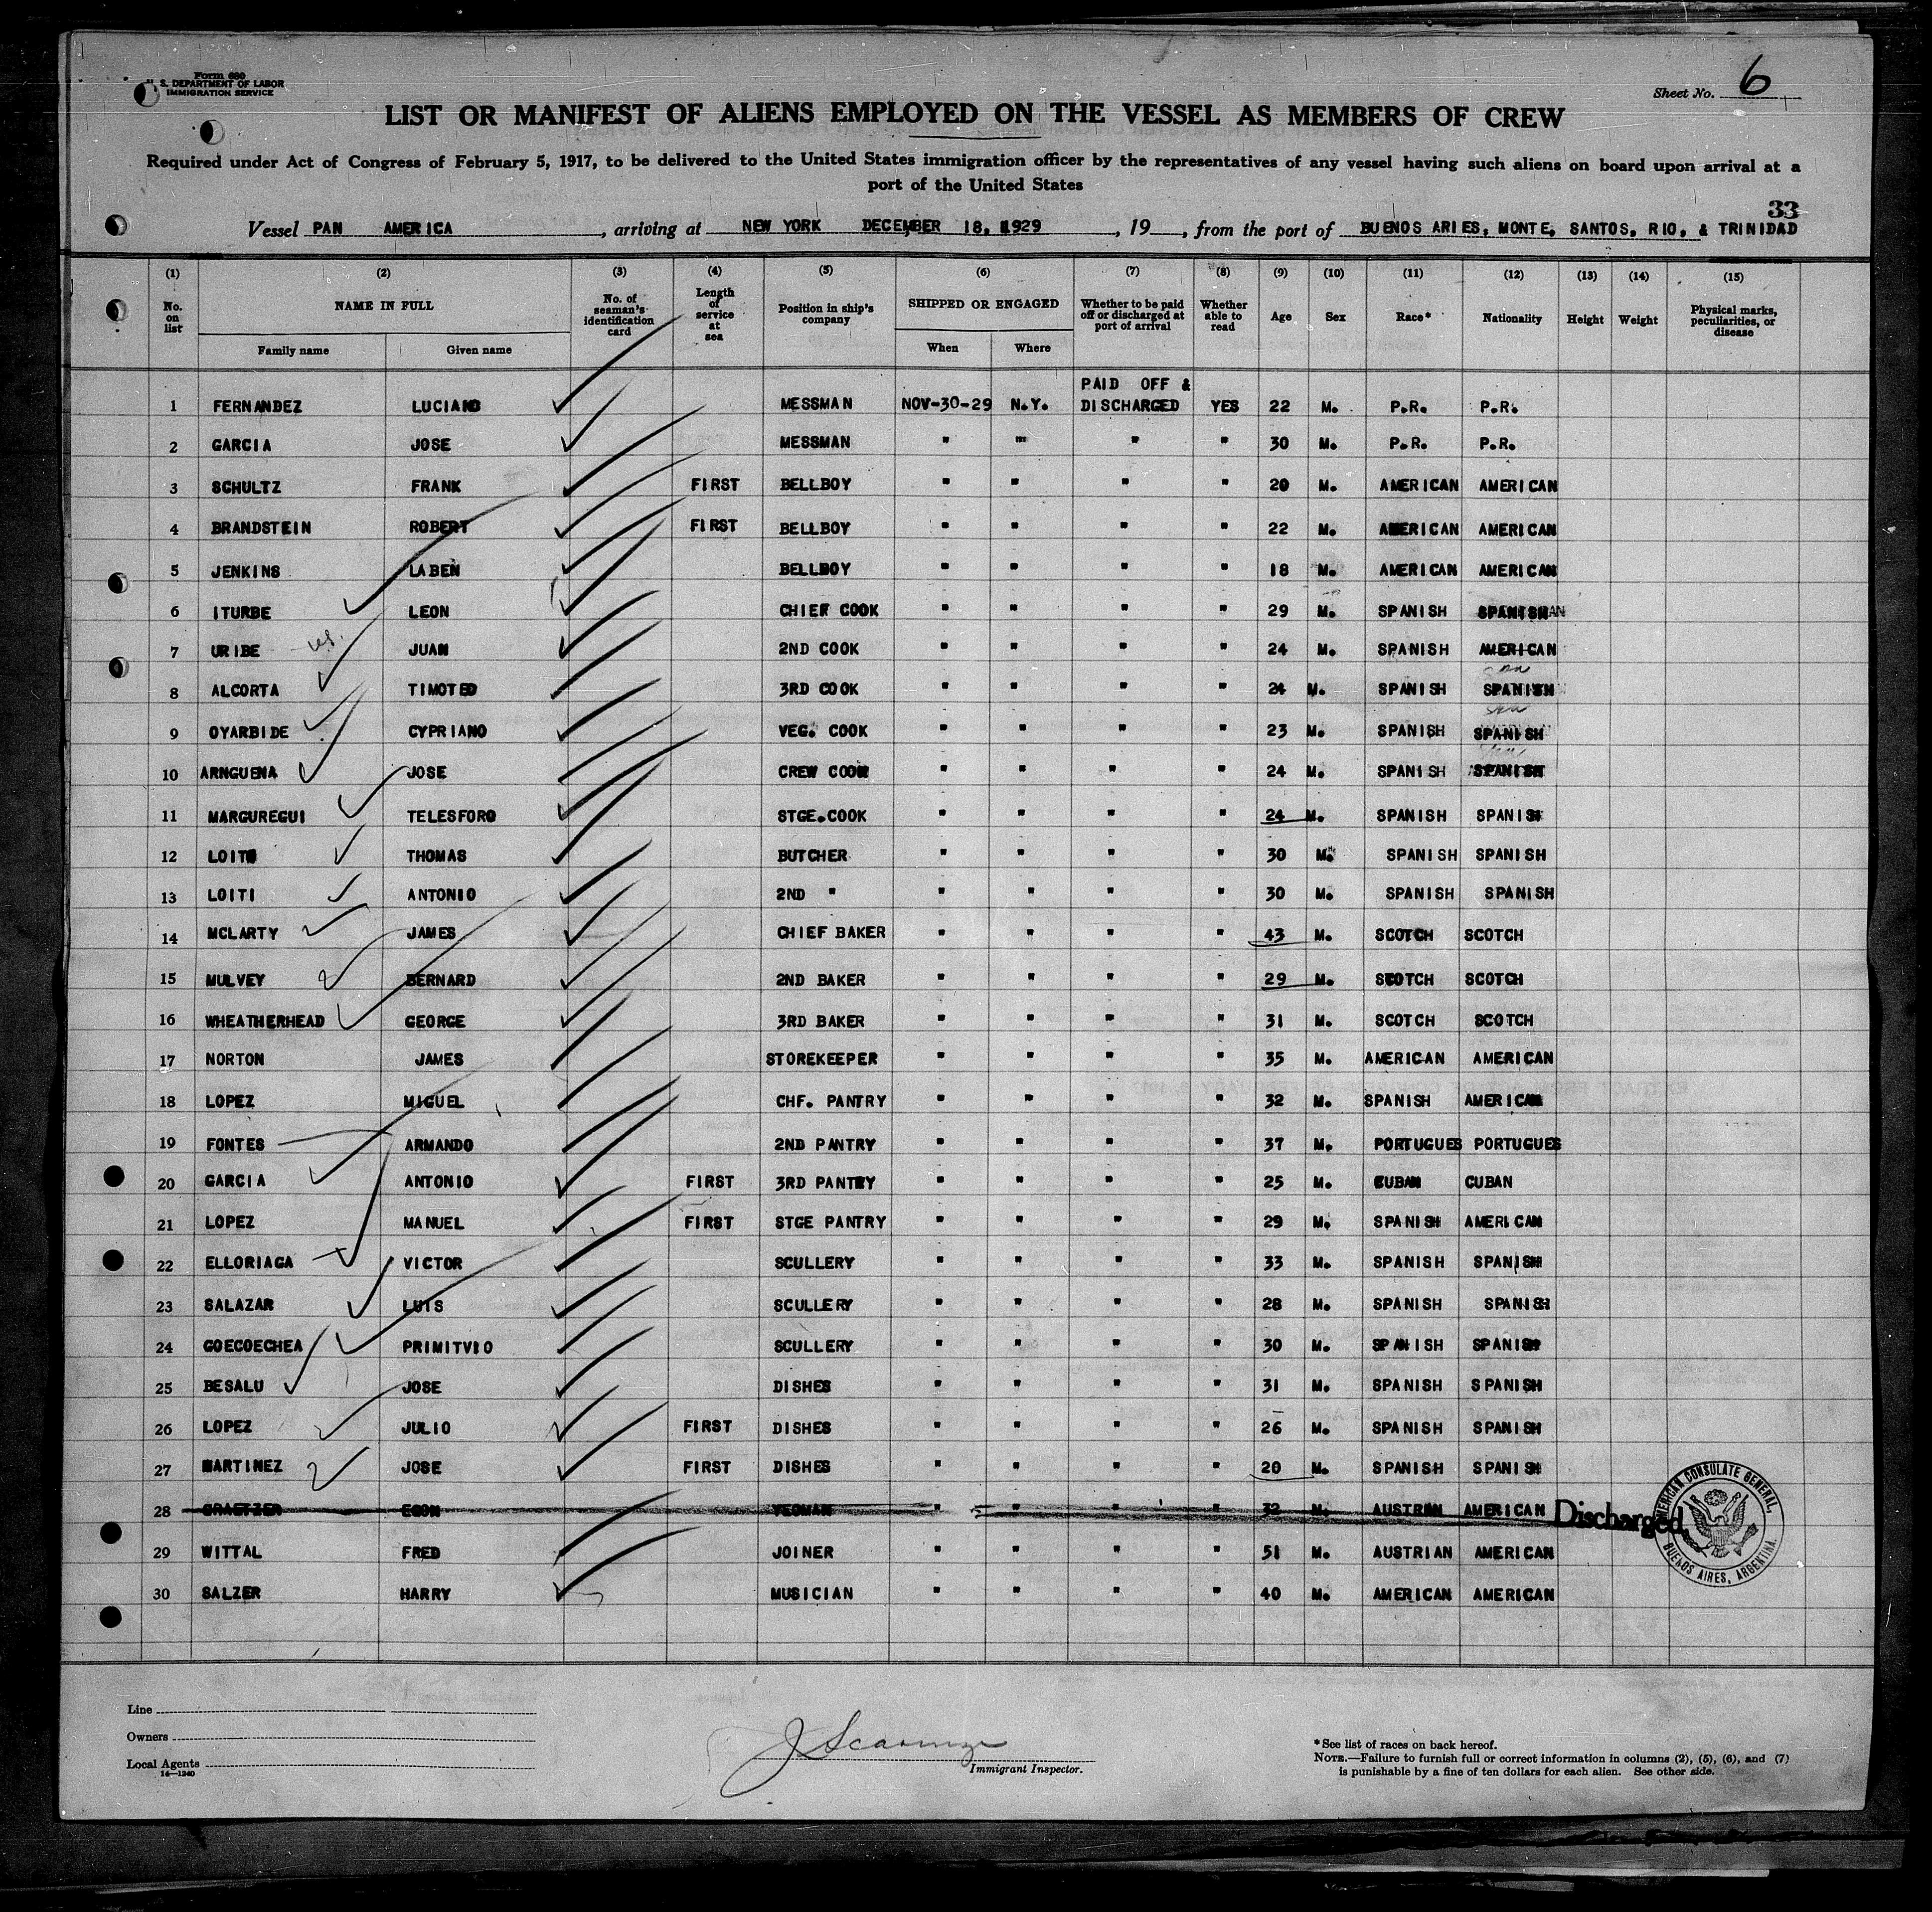 Form 680
U. S. DEPARTMENT OF LABOR
IMMIGRATION SERVICE
Sheet No. 6
LIST OR MANIFEST OF ALIENS EMPLOYED ON THE VESSEL AS MEMBERS OF CREW
Required under Act of Congress of February 5, 1917, to be delivered to the United States immigration officer by the representatives of any vessel having such aliens on board upon arrival at a
port of the United States
33
Vessel PAN AMERICA, arriving at NEW YORK DECEMBER 18, 1929, 19, from the port of BUENOS ARIES, MONTE, SANTOS, RIO, & TRINIDAD
(1) (2) (3) (4) (5) (6) (7) (8) (9) (10) (11) (12) (13) (14) (15)
No. on list NAME IN FULL No. of seaman's identification card Length of service at sea Position in ship's company SHIPPED OR ENGAGED Whether to be paid off or discharged at port of arrival Whether able to read Age Sex Race* Nationality Height Weight Physical marks, peculiarities, or disease
Family name Given name When Where
PAID OFF &
1 FERNANDEZ LUCIANO MESSMAN NOV-30-29 N.Y. DISCHARGED YES 22 M. P.R. P.R.
2 GARCIA JOSE MESSMAN " " " " 30 M. P.R. P.R.
3 SCHULTZ FRANK FIRST BELLBOY " " " " 20 M. AMERICAN AMERICAN
4 BRANDSTEIN ROBERT FIRST BELLBOY " " " " 22 M. AMERICAN AMERICAN
5 JENKINS LABEN BELLBOY " " " " 18 M. AMERICAN AMERICAN
6 ITURBE LEON CHIEF COOK " " " " 29 M. SPANISH SPANISH
7 URIBE JUAN 2ND COOK " " " " 24 M. SPANISH AMERICAN
8 ALCORTA TIMOTEO 3RD COOK " " " " 24 M. SPANISH SPANISH
9 OYARBIDE CYPRIANO VEG. COOK " " " " 23 M. SPANISH SPANISH
10 ARNGUENA JOSE CREW COOK " " " " 24 M. SPANISH SPANISH
11 MARGUREGUI TELESFORO STGE.COOK " " " " 24 M. SPANISH SPANISH
12 THOMAS BUTCHER " " " " 30 M. SPANISH SPANISH
13 LOITI ANTONIO 2ND " " " " " 30 M. SPANISH SPANISH
14 MCLARTY JAMES CHIEF BAKER " " " " 43 M. SCOTCH SCOTCH
15 MULVEY BERNARD 2ND BAKER " " " " 29 M. SCOTCH SCOTCH
16 WHEATHERHEAD GEORGE 3RD BAKER " " " " 31 M. SCOTCH SCOTCH
17 NORTON JAMES STOREKEEPER " " " " 35 M. AMERICAN AMERICAN
18 LOPEZ MIGUEL CHF. PANTRY " " " " 32 M. SPANISH AMERICAN
19 FONTES ARMANDO 2ND PANTRY " " " " 37 M. PORTUGUES PORTUGUES
20 GARCIA ANTONIO FIRST 3RD PANTRY " " " " 25 M. CUBAN CUBAN
21 LOPEZ MANUEL FIRST STGE PANTRY " " " " 29 M. SPANISH AMERICAN
22 ELLORIAGA VICTOR SCULLERY " " " " 33 M. SPANISH SPANISH
23 SALAZAR LUIS SCULLERY " " " " 28 M. SPANISH SPANISH
24 GOECOECHEA PRIMITVIO SCULLERY " " " " 30 M. SPANISH SPANISH
25 BESALU JOSE DISHES " " " " 31 M. SPANISH SPANISH
26 LOPEZ JULIO FIRST DISHES " " " " 26 M. SPANISH SPANISH
27 MARTINEZ JOSE FIRST DISHES " " " " 20 M. SPANISH SPANISH
28 GRAETZER EGON YEOMAN " " " " 32 M. AUSTRIAN AMERICAN Discharged
29 WITTAL FRED JOINER " " " " 51 M. AUSTRIAN AMERICAN
30 SALZER HARRY MUSICIAN " " " " 40 M. AMERICAN AMERICAN
AMERICAN CONSULATE GENERAL,
BUENOS AIRES, ARGENTINA.
Line
Owners
Local Agents
14—1240
Immigrant Inspector.
*See list of races on back hereof.
NOTE.—Failure to furnish full or correct information in columns (2), (5), (6), and (7)
is punishable by a fine of ten dollars for each alien. See other side.